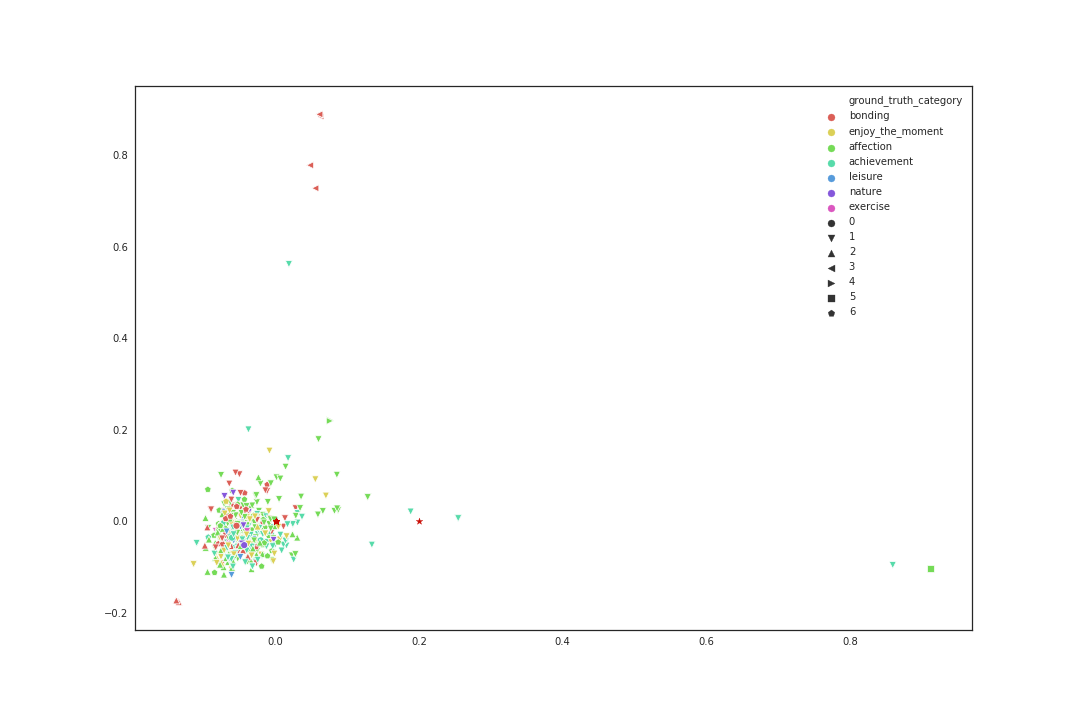 ground_truth_category
bonding
enjoy_the_moment
affection
achievement
leisure
nature
exercise
0
1
2
3
4
5
6
0.8
0.6
0.4
0.2
0.0
−0.2
0.0 0.2 0.4 0.6 0.8